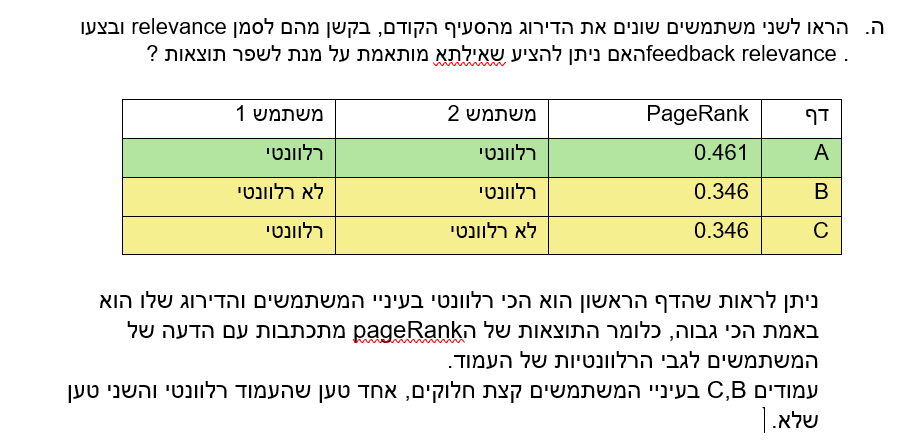 ה. הראו לשני משתמשים שונים את הדירוג מהסעיף הקודם, בקשן מהם לסמן relevance ובצעו
feedback relevance . האם ניתן להציע שאילתא מותאמת על מנת לשפר תוצאות ?
דף PageRank משתמש 2 משתמש 1
A 0.461 רלוונטי רלוונטי
B 0.346 רלוונטי לא רלוונטי
C 0.346 לא רלוונטי רלוונטי
ניתן לראות שהדף הראשון הוא הכי רלוונטי בעיניי המשתמשים והדירוג שלו הוא
באמת הכי גבוה, כלומר התוצאות של הpageRank מתכתבות עם הדעה של
המשתמשים לגבי הרלוונטיות של העמוד.
עמודים C,B בעיניי המשתמשים קצת חלוקים, אחד טען שהעמוד רלוונטי והשני טען
שלא.